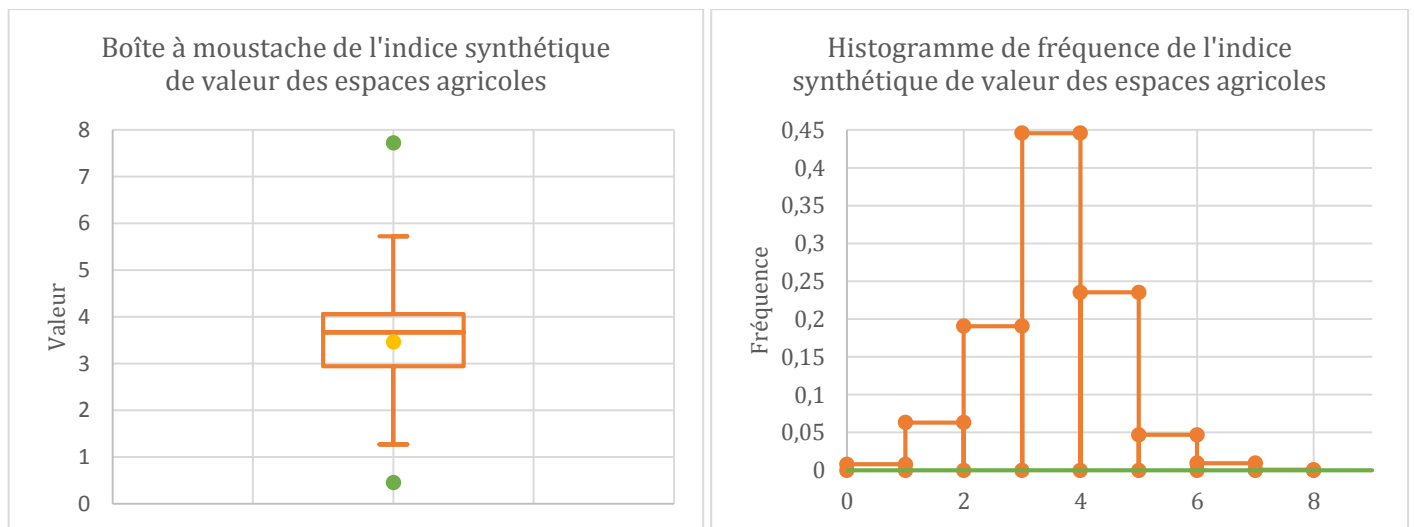 Boîte à moustache de l'indice synthétique
de valeur des espaces agricoles
Valeur
8
7
6
5
4
3
2
1
0
Histogramme de fréquence de l'indice
synthétique de valeur des espaces agricoles
Fréquence
0,45
0,4
0,35
0,3
0,25
0,2
0,15
0,1
0,05
0
0 2 4 6 8